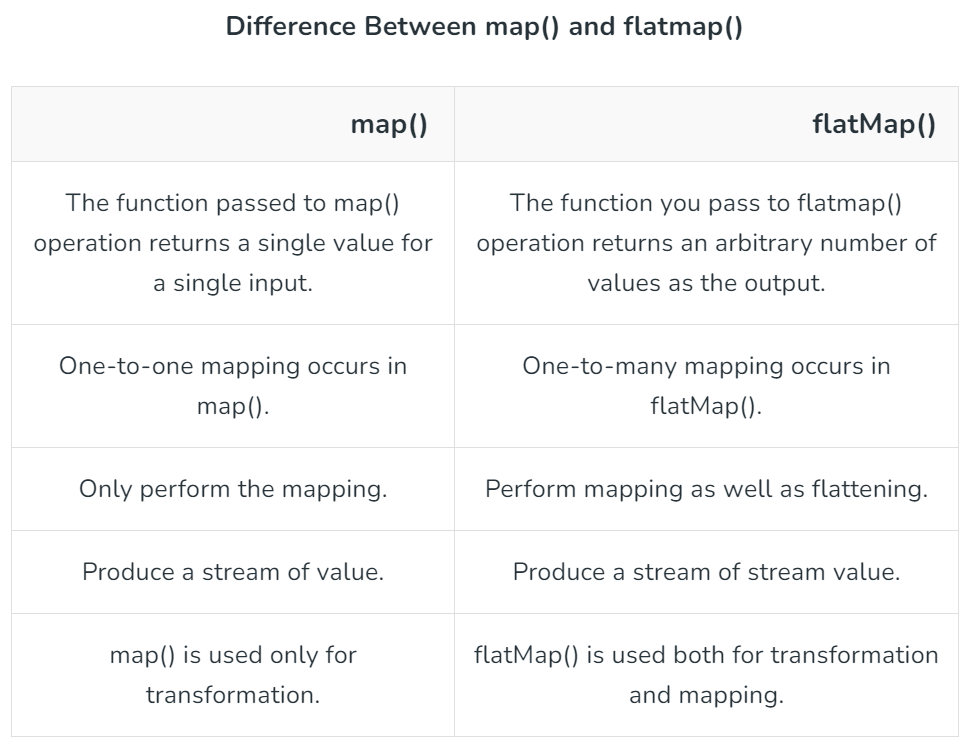 Difference Between map() and flatmap()
map()
flatMap()
The function passed to map()
operation returns a single value for
a single input.
The function you pass to flatmap()
operation returns an arbitrary number of
values as the output.
One-to-one mapping occurs in
map().
One-to-many mapping occurs in
flatMap().
Only perform the mapping.
Perform mapping as well as flattening.
Produce a stream of value.
Produce a stream of stream value.
map() is used only for
transformation.
flatMap() is used both for transformation
and mapping.